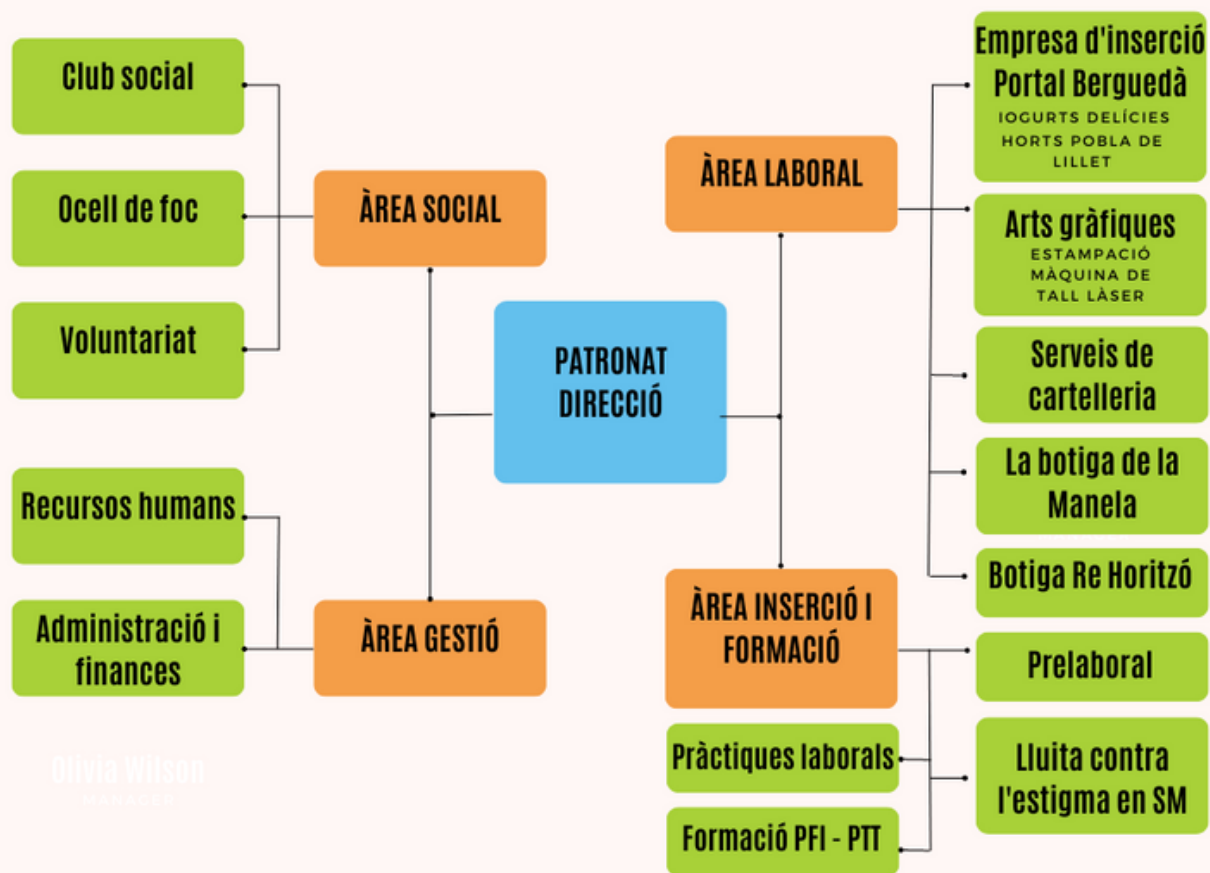 Club social
Ocell de foc
Voluntariat
ÀREA SOCIAL
Recursos humans
Administració i
finances
ÀREA GESTIÓ
PATRONAT
DIRECCIÓ
ÀREA LABORAL
Empresa d'inserció
Portal Berguedà
IOGURTS DELÍCIES
HORTS POBLA DE
LILLET
Arts gràfiques
ESTAMPACIÓ
MÀQUINA DE
TALL LÀSER
Serveis de
cartelleria
La botiga de la
Manela
Botiga Re Horitzó
ÀREA INSERCIÓ I
FORMACIÓ
Prelaboral
Pràctiques laborals
Lluita contra
l'estigma en SM
Formació PFI - PTT
Olivia Wilson
MANAGER